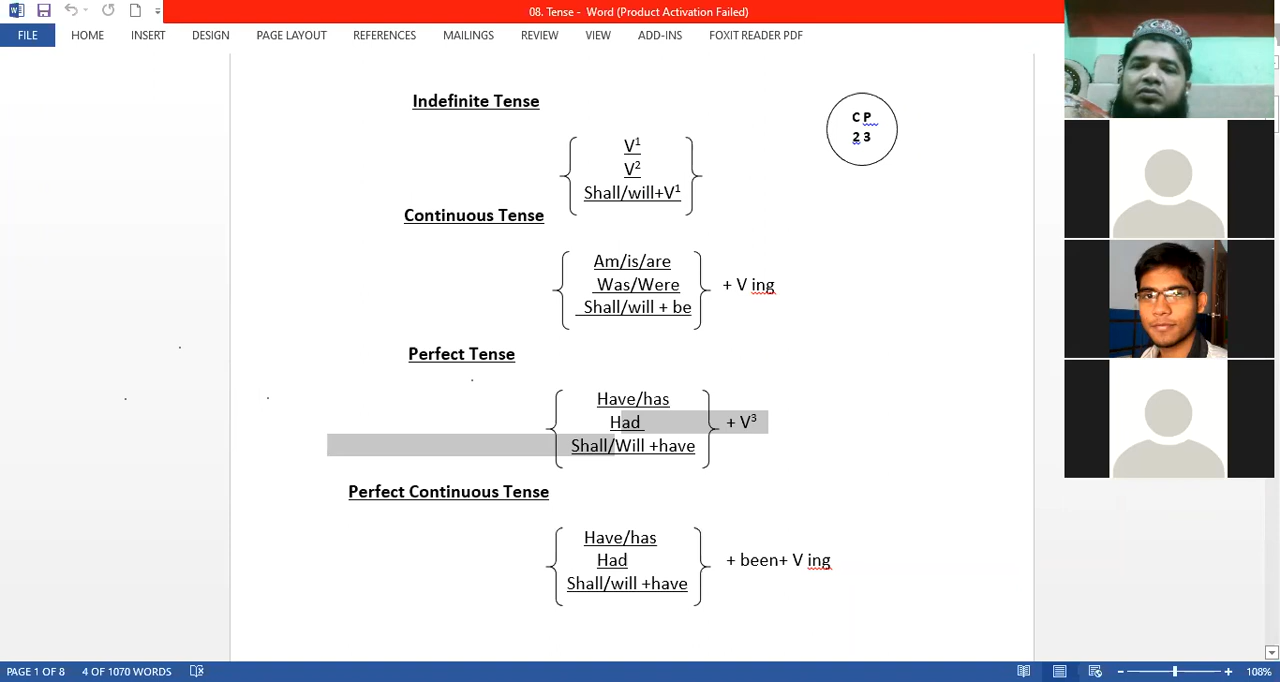 08. Tense - Word (Product Activation Failed)
FILE HOME INSERT DESIGN PAGE LAYOUT REFERENCES MAILINGS REVIEW VIEW ADD-INS FOXIT READER PDF
Indefinite Tense
C P
2 3
V¹
V²
Shall/will+V¹
Continuous Tense
Am/is/are
Was/Were + V ing
Shall/will + be
Perfect Tense
Have/has
Had + V³
Shall/Will +have
Perfect Continuous Tense
Have/has
Had + been+ V ing
Shall/will +have
PAGE 1 OF 8 4 OF 1070 WORDS 108%